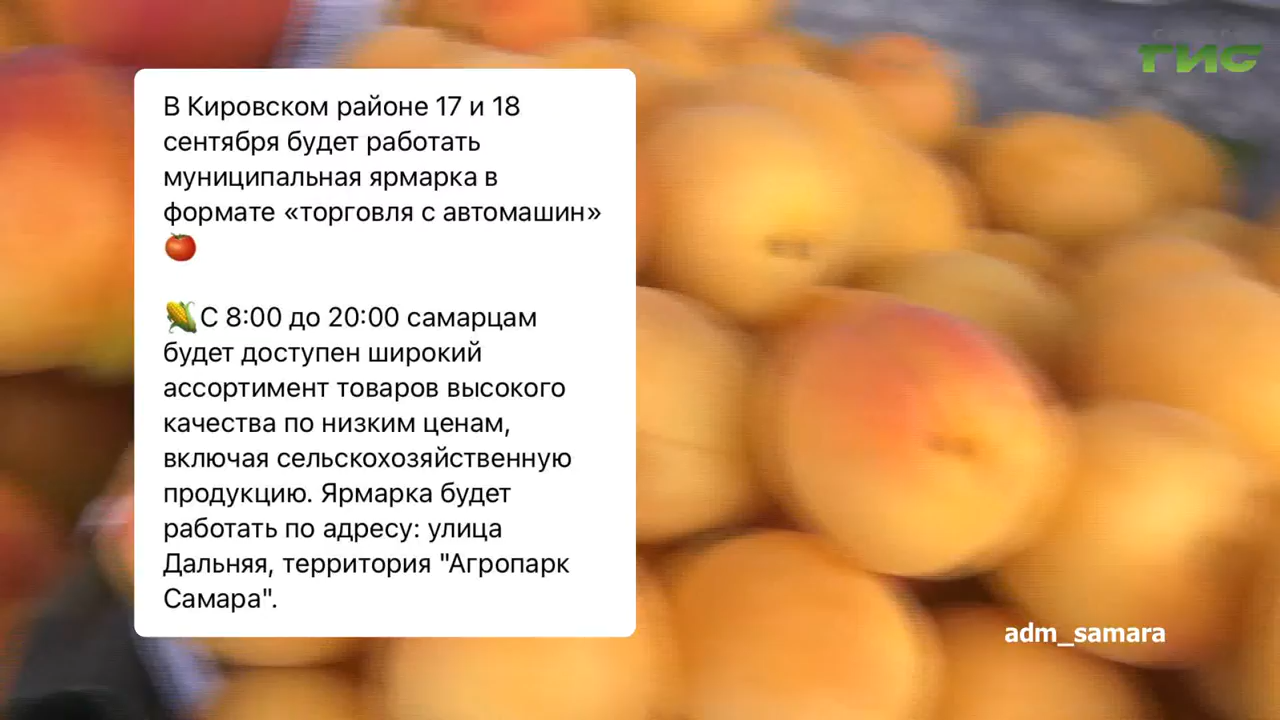 ГИС
В Кировском районе 17 и 18
сентября будет работать
муниципальная ярмарка в
формате «торговля с автомашин»
🍅
🌽С 8:00 до 20:00 самарцам
будет доступен широкий
ассортимент товаров высокого
качества по низким ценам,
включая сельскохозяйственную
продукцию. Ярмарка будет
работать по адресу: улица
Дальняя, территория "Агропарк
Самара".
adm_samara